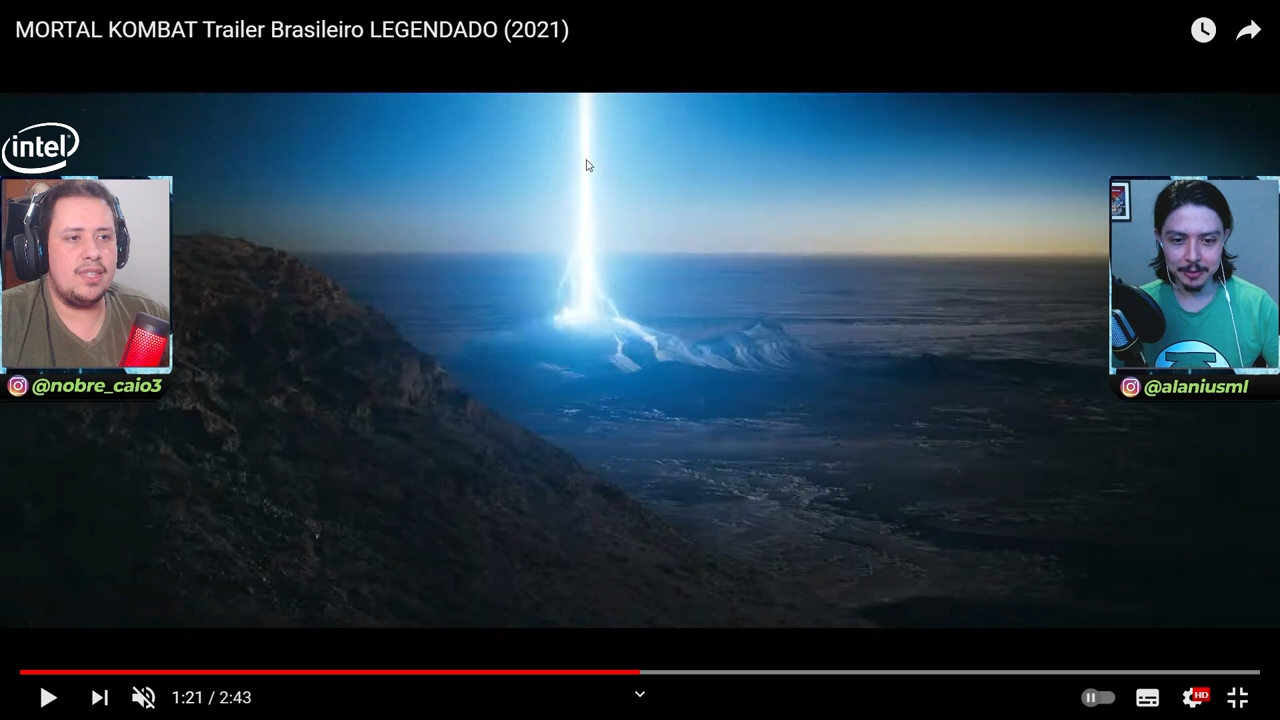 MORTAL KOMBAT Trailer Brasileiro LEGENDADO (2021)
intel
@nobre_caio3
@alaniusml
1:21 / 2:43
HD